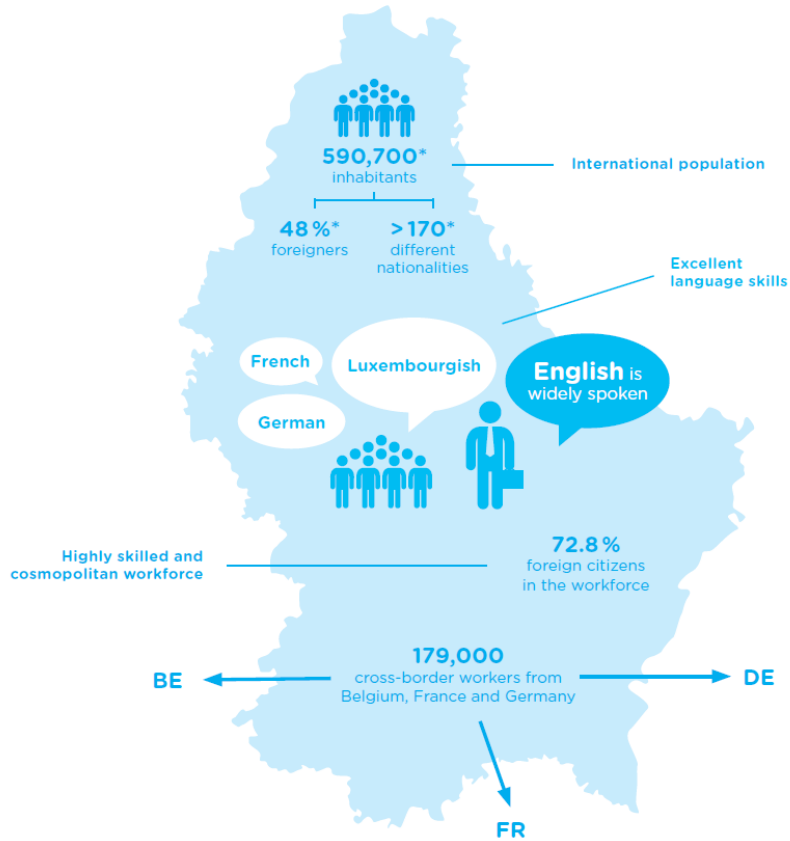 590,700*
inhabitants
International population
48 %*
foreigners
> 170*
different
nationalities
Excellent
language skills
French
Luxembourgish
English is
widely spoken
German
Highly skilled and
cosmopolitan workforce
72.8 %
foreign citizens
in the workforce
179,000
cross-border workers from
Belgium, France and Germany
BE
DE
FR